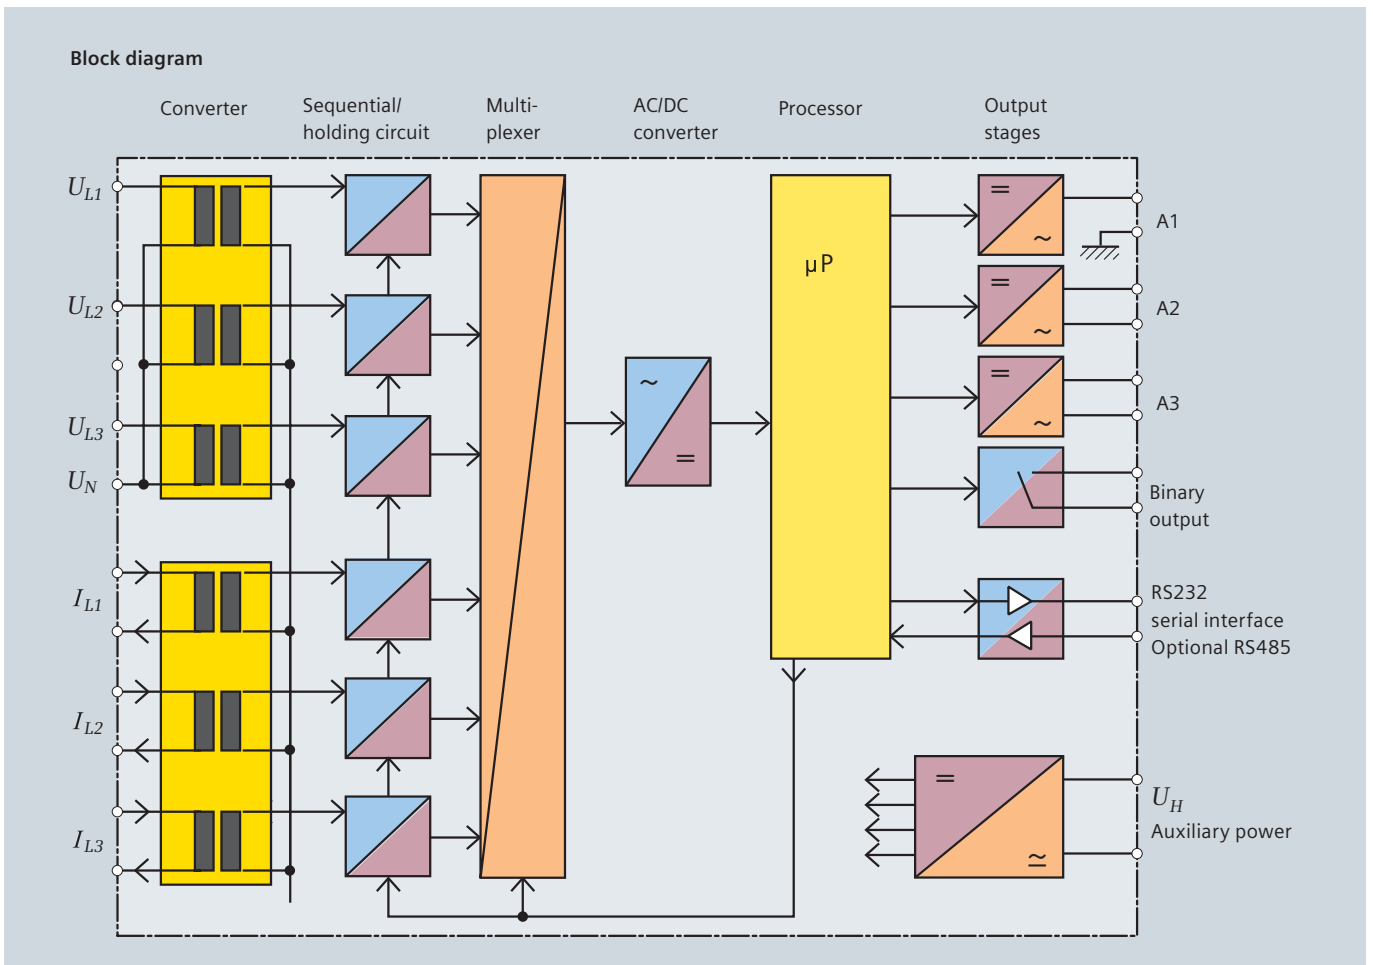 Block diagram
Converter
Sequential/
holding circuit
Multi-
plexer
AC/DC
converter
Processor
Output
stages
UL1
UL2
UL3
UN
IL1
IL2
IL3
~
=
µP
=
~
A1
=
~
A2
=
~
A3
Binary
output
RS232
serial interface
Optional RS485
=
≃
UH
Auxiliary power